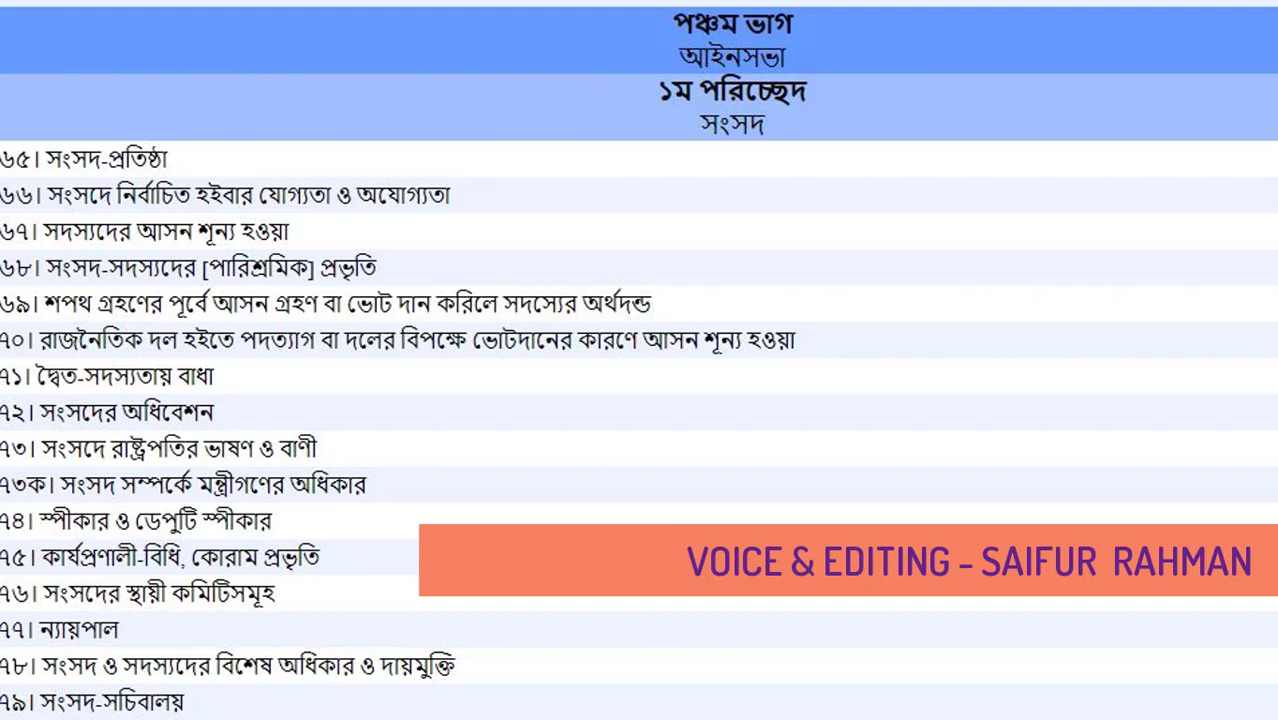 পঞ্চম ভাগ
আইনসভা
১ম পরিচ্ছেদ
সংসদ
৬৫। সংসদ-প্রতিষ্ঠা
৬৬। সংসদে নির্বাচিত হইবার যোগ্যতা ও অযোগ্যতা
৬৭। সদস্যদের আসন শূন্য হওয়া
৬৮। সংসদ-সদস্যদের [পারিশ্রমিক] প্রভৃতি
৬৯। শপথ গ্রহণের পূর্বে আসন গ্রহণ বা ভোট দান করিলে সদস্যের অর্থদন্ড
৭০। রাজনৈতিক দল হইতে পদত্যাগ বা দলের বিপক্ষে ভোটদানের কারণে আসন শূন্য হওয়া
৭১। দ্বৈত-সদস্যতায় বাধা
৭২। সংসদের অধিবেশন
৭৩। সংসদে রাষ্ট্রপতির ভাষণ ও বাণী
৭৩ক। সংসদ সম্পর্কে মন্ত্রীগণের অধিকার
৭৪। স্পীকার ও ডেপুটি স্পীকার
৭৫। কার্যপ্রণালী-বিধি, কোরাম প্রভৃতি
VOICE & EDITING - SAIFUR RAHMAN
৭৬। সংসদের স্থায়ী কমিটিসমূহ
৭৭। ন্যায়পাল
৭৮। সংসদ ও সদস্যদের বিশেষ অধিকার ও দায়মুক্তি
৭৯। সংসদ-সচিবালয়